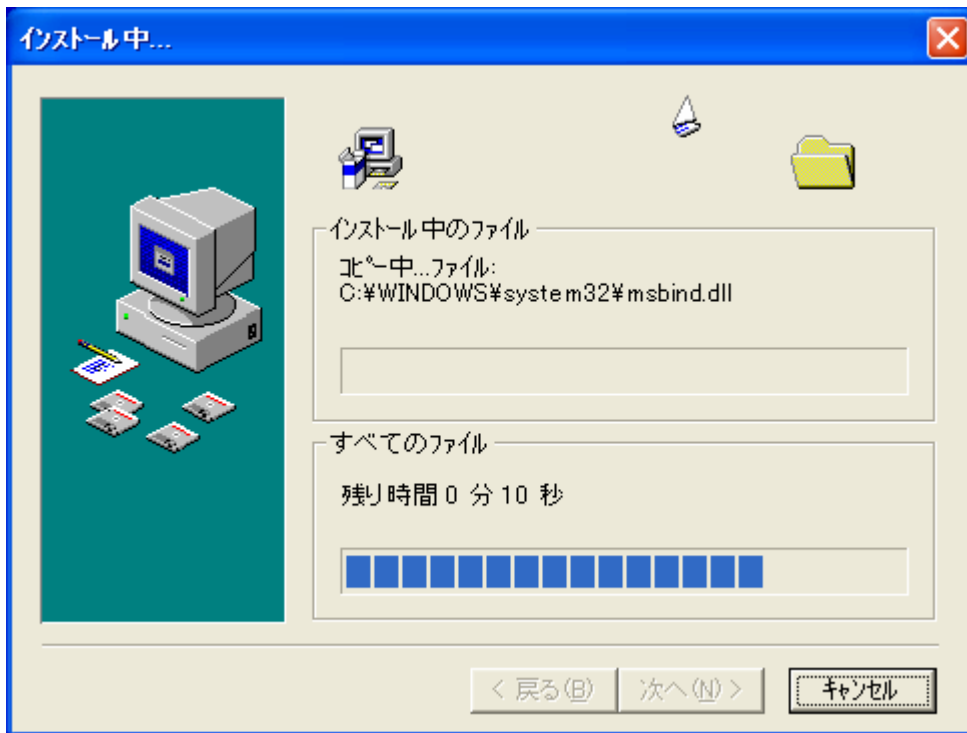 ｲﾝｽﾄｰﾙ中...
ｲﾝｽﾄｰﾙ中のﾌｧｲﾙ
ｺﾋﾟｰ中...ﾌｧｲﾙ:
C:¥WINDOWS¥system32¥msbind.dll
すべてのﾌｧｲﾙ
残り時間 0 分 10 秒
< 戻る(B)
次へ(N) >
ｷｬﾝｾﾙ